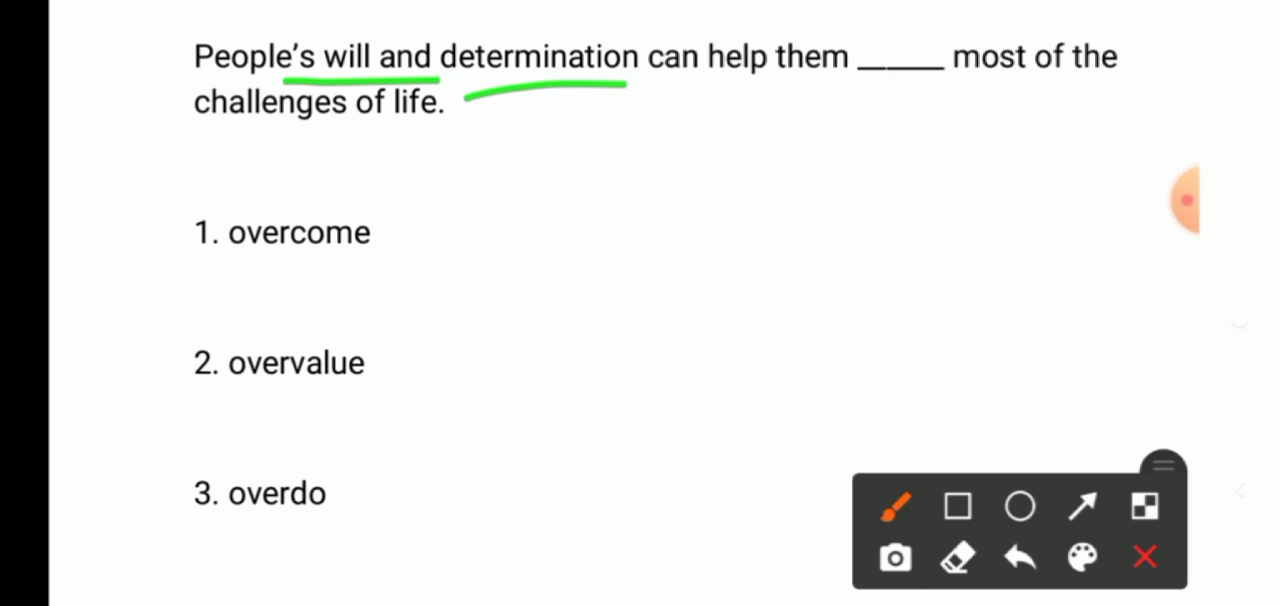 People’s will and determination can help them _____ most of the
challenges of life.
1. overcome
2. overvalue
3. overdo